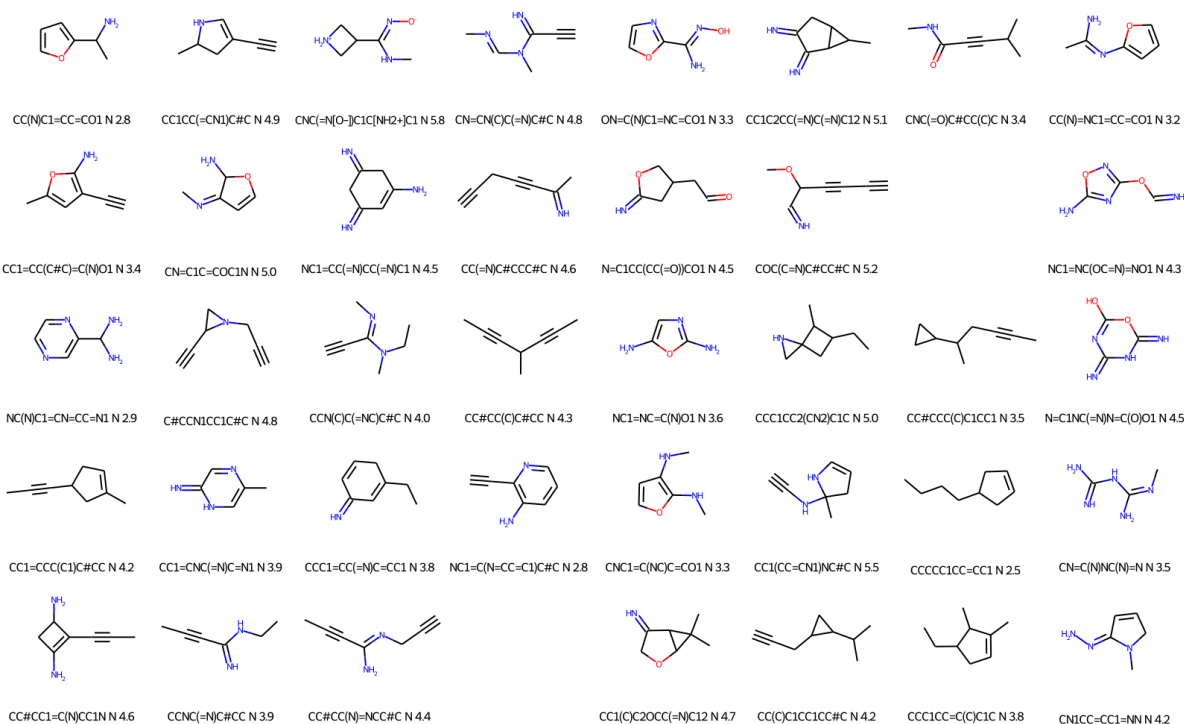 CC(N)C1=CC=CO1 N 2.8
CC1CC(=CN1)C#C N 4.9
CNC(=N[O-])C1C[NH2+]C1 N 5.8
CN=CN(C)C(=N)C#C N 4.8
ON=C(N)C1=NC=CO1 N 3.3
CC1C2CC(=N)C(=N)C12 N 5.1
CNC(=O)C#CC(C)C N 3.4
CC(N)=NC1=CC=CO1 N 3.2
CC1=CC(C#C)=C(N)O1 N 3.4
CN=C1C=COC1N N 5.0
NC1=CC(=N)CC(=N)C1 N 4.5
CC(=N)C#CCC#C N 4.6
N=C1CC(CC(=O))CO1 N 4.5
COC(C=N)C#CC#C N 5.2
NC1=NC(OC=N)=NO1 N 4.3
NC(N)C1=CN=CC=N1 N 2.9
C#CCN1CC1C#C N 4.8
CCN(C)C(=NC)C#C N 4.0
CC#CC(C)C#CC N 4.3
NC1=NC=C(N)O1 N 3.6
CCC1CC2(CN2)C1C N 5.0
CC#CCC(C)C1CC1 N 3.5
N=C1NC(=N)N=C(O)O1 N 4.5
CC1=CCC(C1)C#CC N 4.2
CC1=CNC(=N)C=N1 N 3.9
CCC1=CC(=N)C=CC1 N 3.8
NC1=C(N=CC=C1)C#C N 2.8
CNC1=C(NC)C=CO1 N 3.3
CC1(CC=CN1)NC#C N 5.5
CCCCC1CC=CC1 N 2.5
CN=C(N)NC(N)=N N 3.5
CC#CC1=C(N)CC1N N 4.6
CCNC(=N)C#CC N 3.9
CC#CC(N)=NCC#C N 4.4
CC1(C)C2OCC(=N)C12 N 4.7
CC(C)C1CC1CC#C N 4.2
CCC1CC=C(C)C1C N 3.8
CN1CC=CC1=NN N 4.2